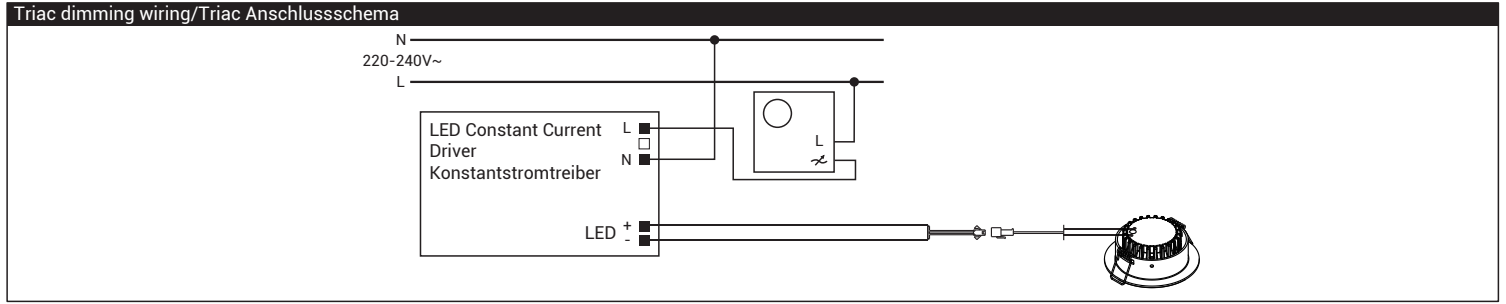 Triac dimming wiring/Triac Anschlussschema
N
220-240V~
L
LED Constant Current
Driver
Konstantstromtreiber
L
N
L
LED + -